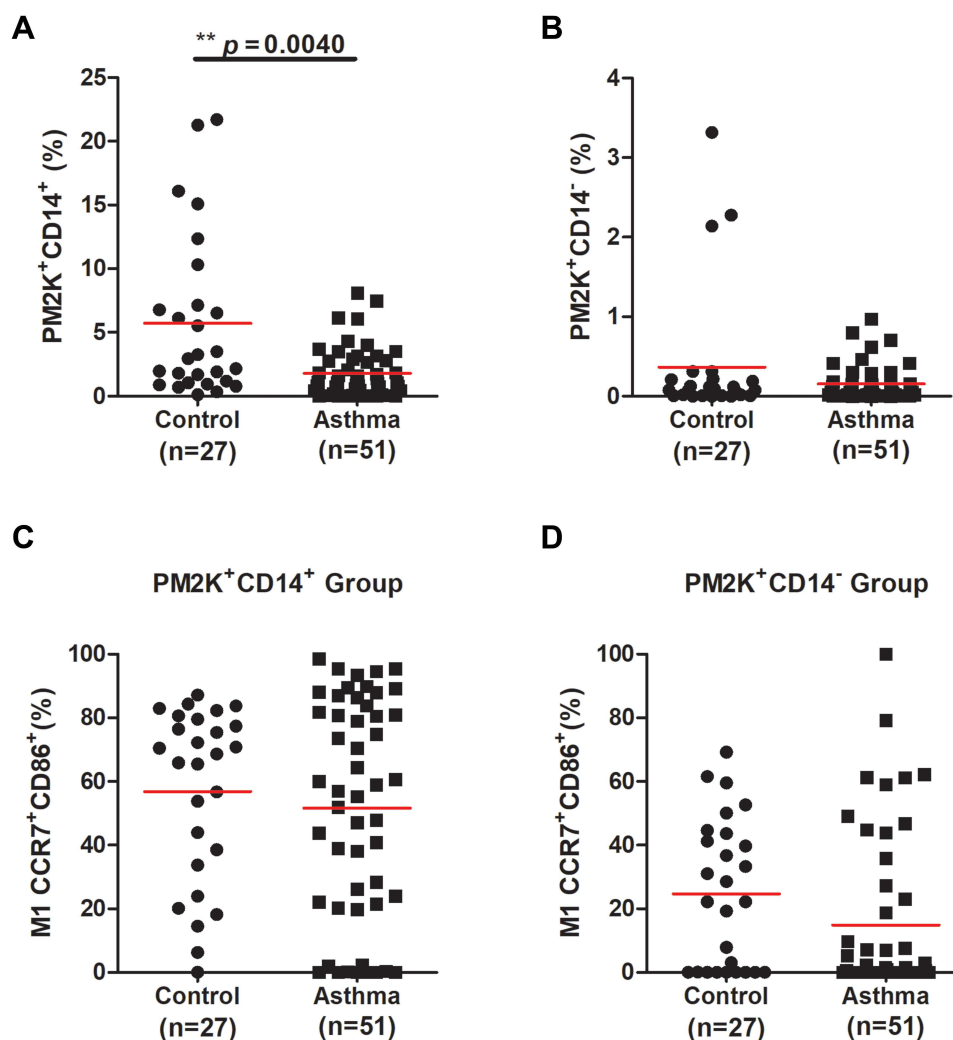 A
** p = 0.0040
PM2K⁺CD14⁺ (%)
25
20
15
10
5
0
Control
(n=27)
Asthma
(n=51)
B
PM2K⁺CD14⁻ (%)
4
3
2
1
0
Control
(n=27)
Asthma
(n=51)
C
PM2K⁺CD14⁺ Group
M1 CCR7⁺CD86⁺(%)
100
80
60
40
20
0
Control
(n=27)
Asthma
(n=51)
D
PM2K⁺CD14⁻ Group
M1 CCR7⁺CD86⁺(%)
100
80
60
40
20
0
Control
(n=27)
Asthma
(n=51)